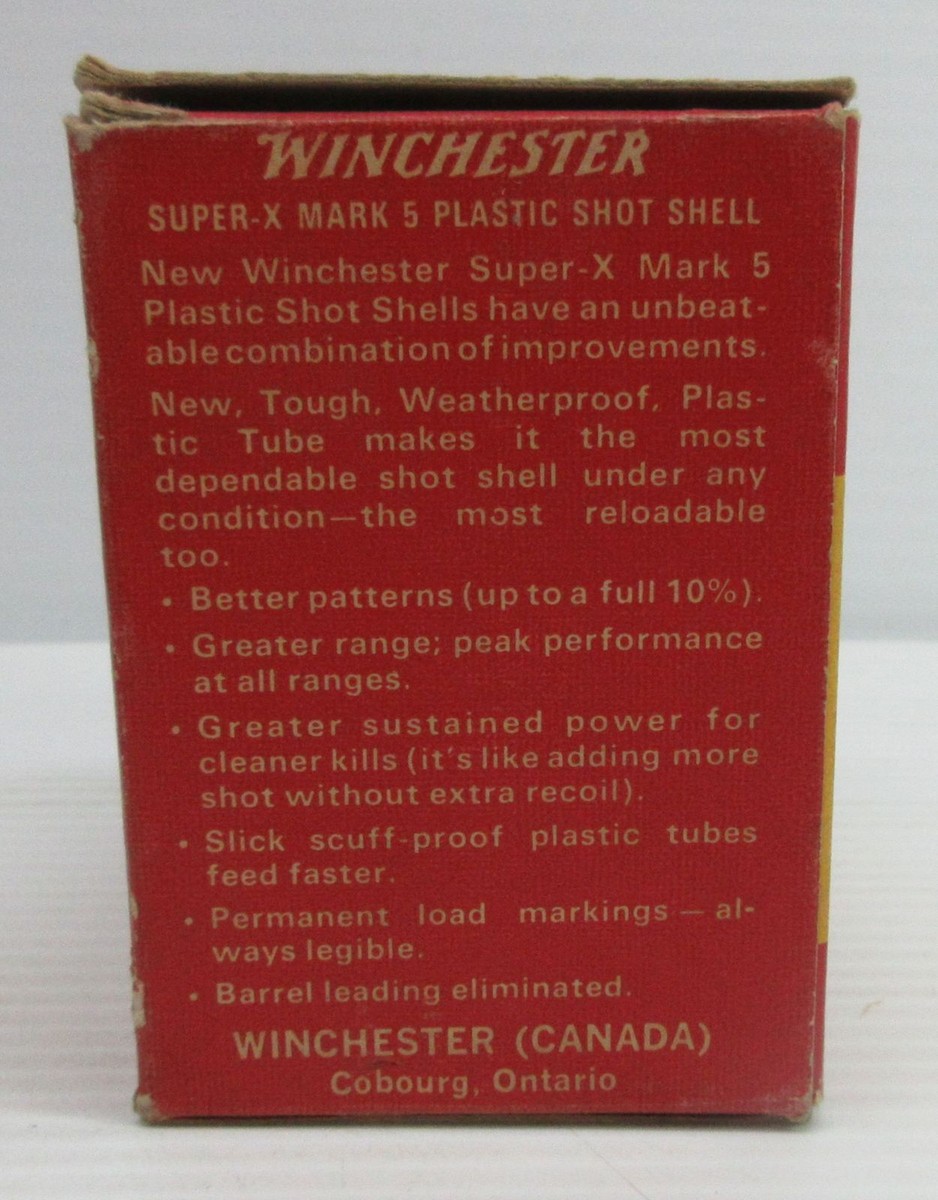 WINCHESTER
SUPER-X MARK 5 PLASTIC SHOT SHELL
New Winchester Super-X Mark 5
Plastic Shot Shells have an unbeat-
able combination of improvements.
New, Tough, Weatherproof, Plas-
tic Tube makes it the most
dependable shot shell under any
condition—the most reloadable
too.
• Better patterns (up to a full 10%).
• Greater range; peak performance
at all ranges.
• Greater sustained power for
cleaner kills (it's like adding more
shot without extra recoil).
• Slick scuff-proof plastic tubes
feed faster.
• Permanent load markings — al-
ways legible.
• Barrel leading eliminated.
WINCHESTER (CANADA)
Cobourg, Ontario